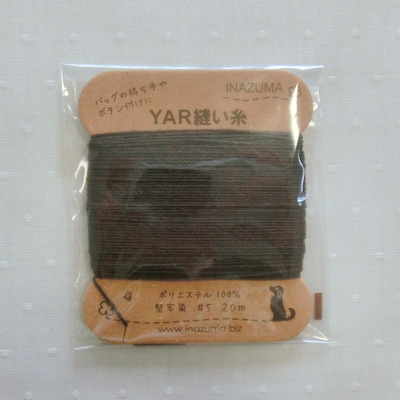 INAZUMA
バッグの持ち手や
ボタン付けに
YAR縫い糸
ポリエステル100%
堅牢染 #5 20m
www.inazuma.biz